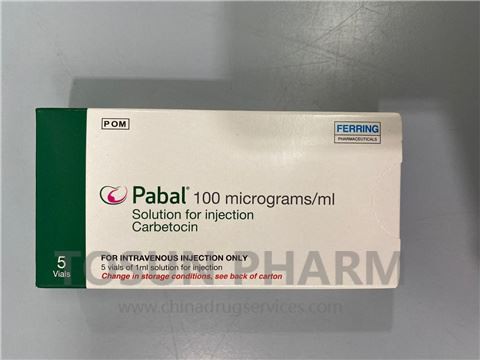 POM
FERRING
PHARMACEUTICALS
Pabal® 100 micrograms/ml
Solution for injection
Carbetocin
FOR INTRAVENOUS INJECTION ONLY
5 vials of 1ml solution for injection
Change in storage conditions, see back of carton
5
Vials
TOSUN PHARM
www.chinadrugservices.com